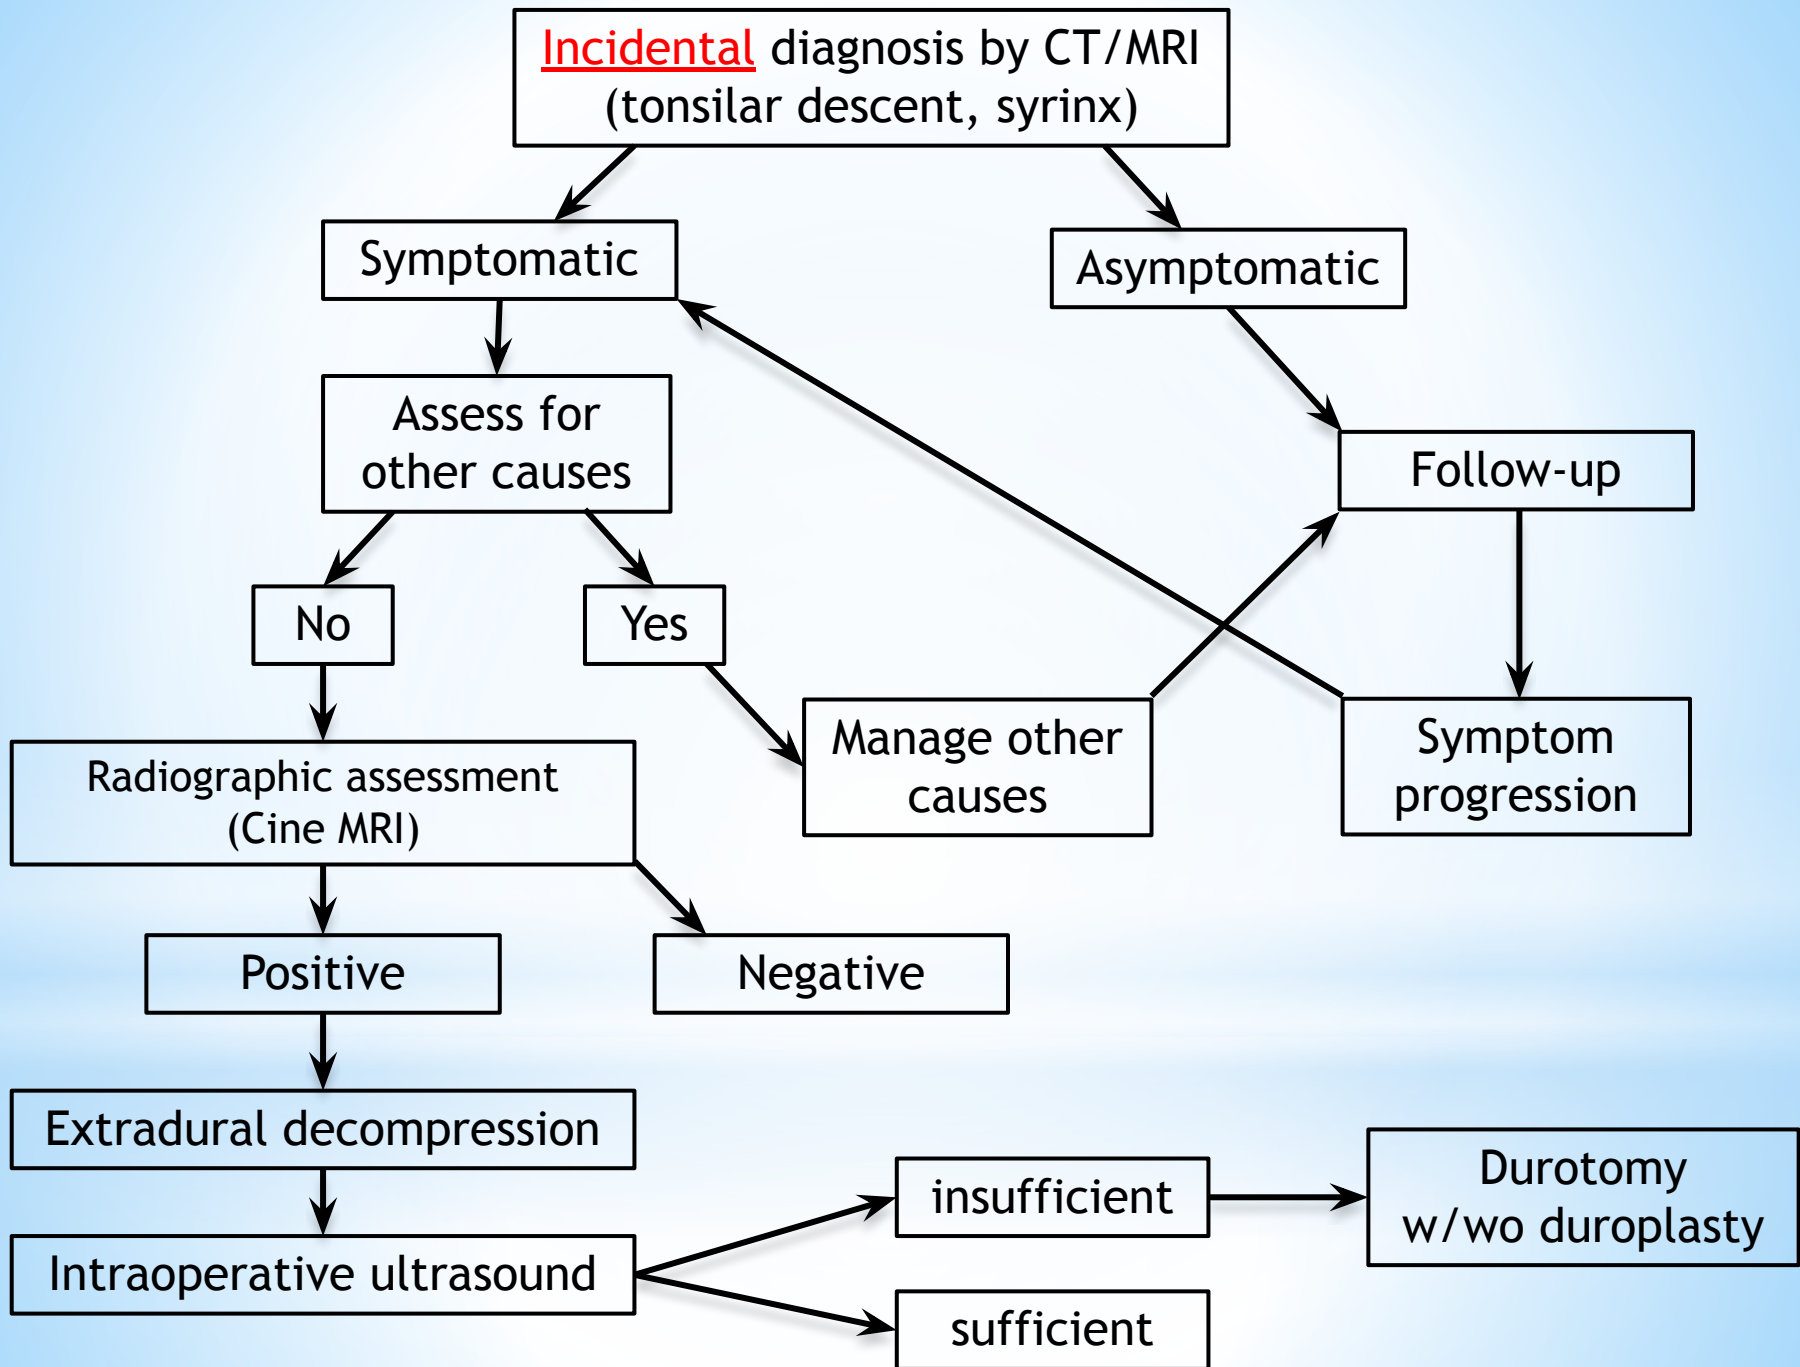 Incidental diagnosis by CT/MRI
(tonsilar descent, syrinx)
Symptomatic
Asymptomatic
Assess for
other causes
Follow-up
No
Yes
Manage other
causes
Symptom
progression
Radiographic assessment
(Cine MRI)
Positive
Negative
Extradural decompression
Intraoperative ultrasound
insufficient
Durotomy
w/wo duroplasty
sufficient